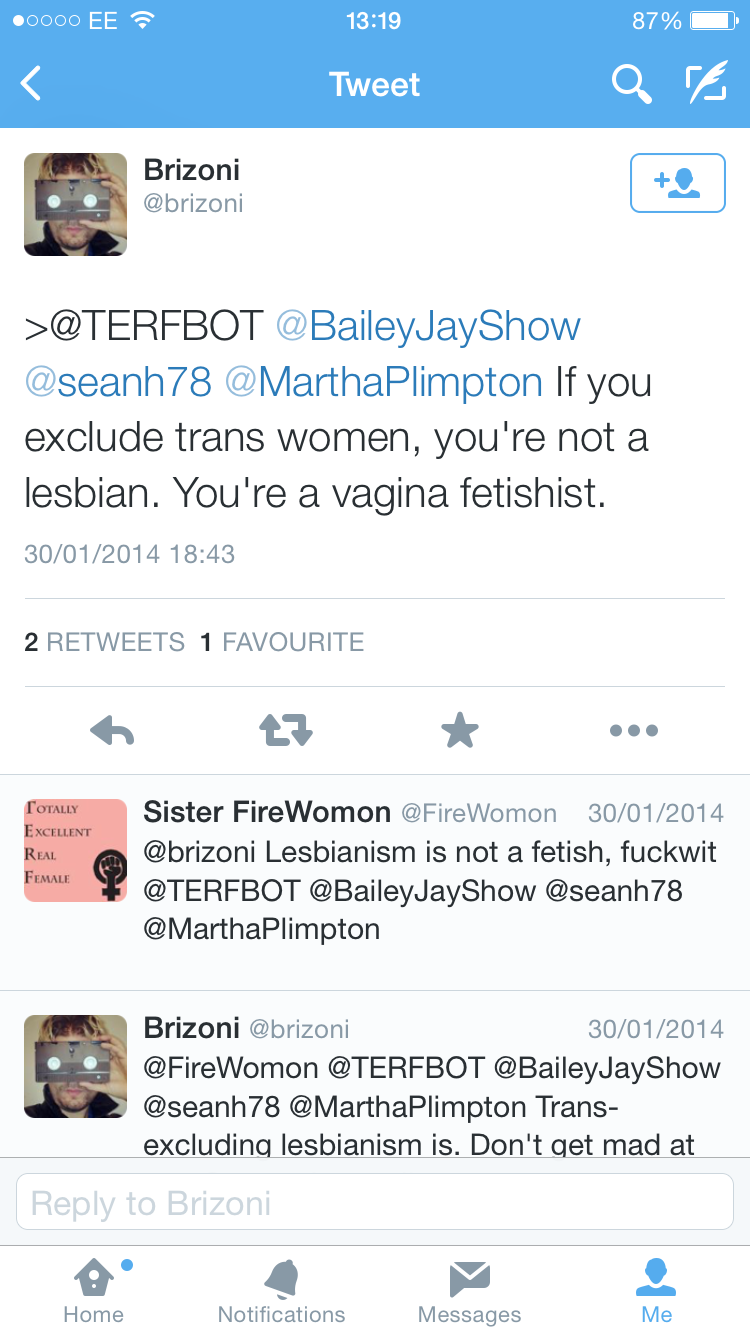 EE 13:19 87%
Tweet
Brizoni
@brizoni
>@TERFBOT @BaileyJayShow
@seanh78 @MarthaPlimpton If you
exclude trans women, you're not a
lesbian. You're a vagina fetishist.
30/01/2014 18:43
2 RETWEETS 1 FAVOURITE
TOTALLY
EXCELLENT
REAL
FEMALE
Sister FireWomon @FireWomon 30/01/2014
@brizoni Lesbianism is not a fetish, fuckwit
@TERFBOT @BaileyJayShow @seanh78
@MarthaPlimpton
Brizoni @brizoni 30/01/2014
@FireWomon @TERFBOT @BaileyJayShow
@seanh78 @MarthaPlimpton Trans-
excluding lesbianism is. Don't get mad at
Reply to Brizoni
Home Notifications Messages Me